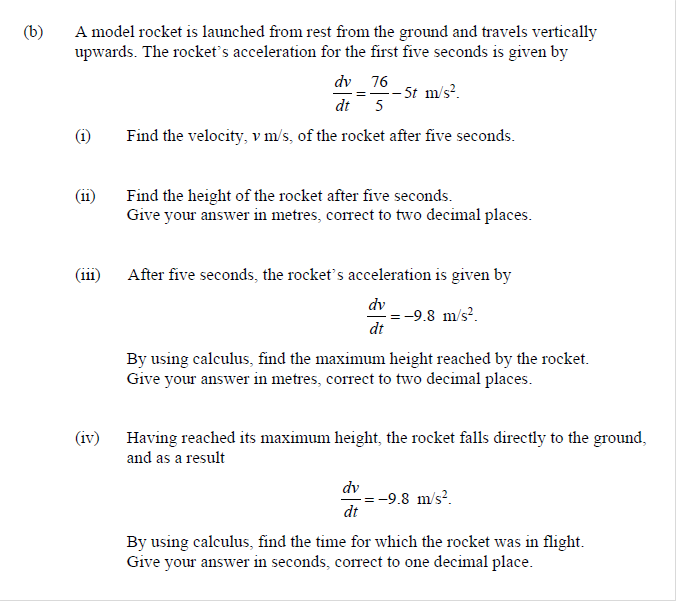 (b) A model rocket is launched from rest from the ground and travels vertically
upwards. The rocket's acceleration for the first five seconds is given by
dv/dt = 76/5 − 5t m/s².
(i) Find the velocity, v m/s, of the rocket after five seconds.
(ii) Find the height of the rocket after five seconds.
Give your answer in metres, correct to two decimal places.
(iii) After five seconds, the rocket's acceleration is given by
dv/dt = −9.8 m/s².
By using calculus, find the maximum height reached by the rocket.
Give your answer in metres, correct to two decimal places.
(iv) Having reached its maximum height, the rocket falls directly to the ground,
and as a result
dv/dt = −9.8 m/s².
By using calculus, find the time for which the rocket was in flight.
Give your answer in seconds, correct to one decimal place.